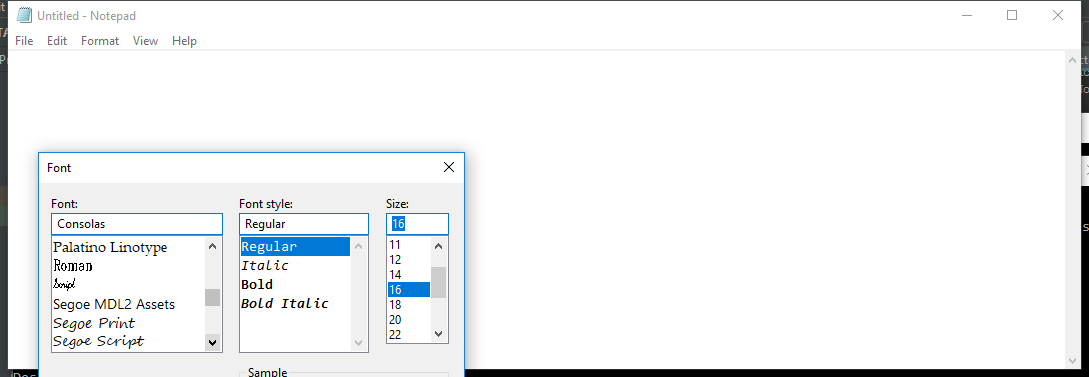 Untitled - Notepad
File Edit Format View Help
Font
Font: Font style: Size:
Consolas Regular 16
Palatino Linotype
Roman
Script
Segoe MDL2 Assets
Segoe Print
Segoe Script
Regular
Italic
Bold
Bold Italic
11
12
14
16
18
20
22
Sample